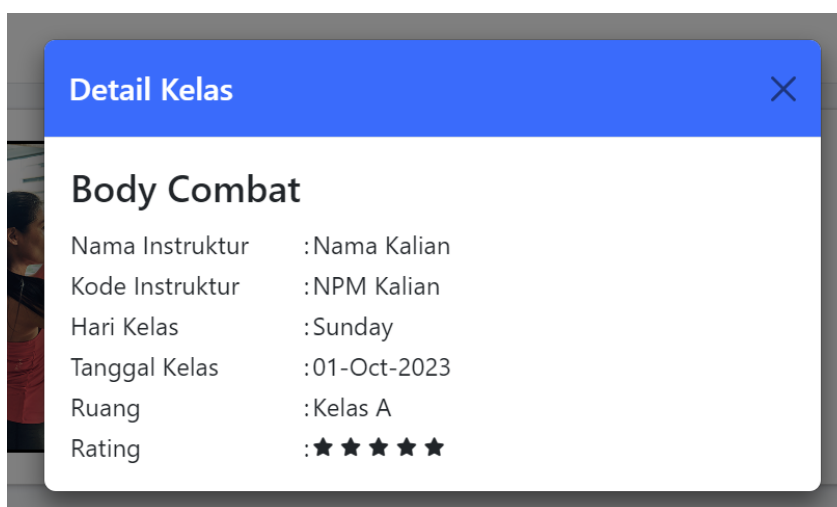 Detail Kelas
Body Combat
Nama Instruktur : Nama Kalian
Kode Instruktur : NPM Kalian
Hari Kelas : Sunday
Tanggal Kelas : 01-Oct-2023
Ruang : Kelas A
Rating : ★ ★ ★ ★ ★